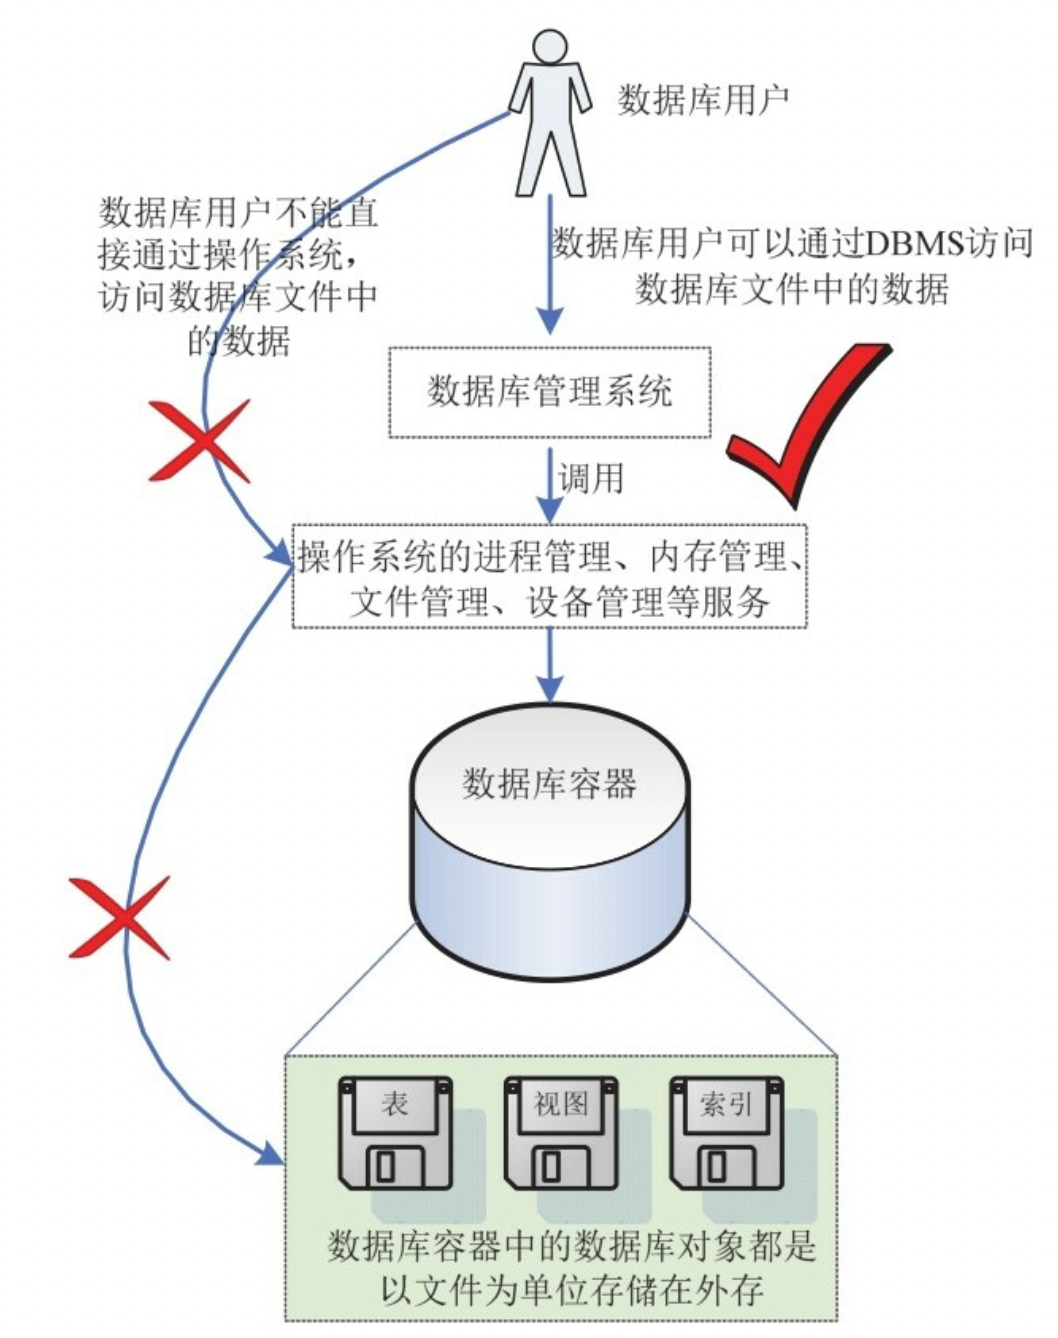 数据库用户
数据库用户不能直
接通过操作系统，
访问数据库文件中
的数据
数据库用户可以通过DBMS访问
数据库文件中的数据
数据库管理系统
调用
操作系统的进程管理、内存管理、
文件管理、设备管理等服务
数据库容器
表
视图
索引
数据库容器中的数据库对象都是
以文件为单位存储在外存